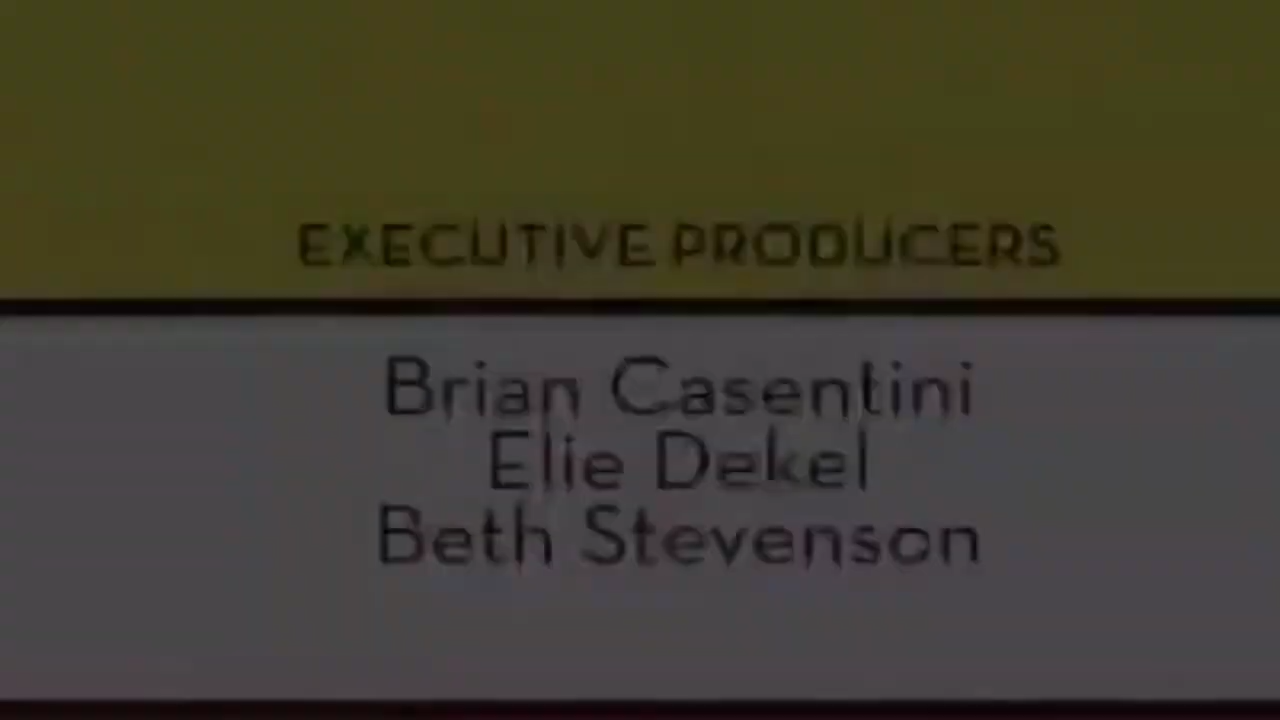 EXECUTIVE PRODUCERS
Brian Casentini
Elie Dekel
Beth Stevenson